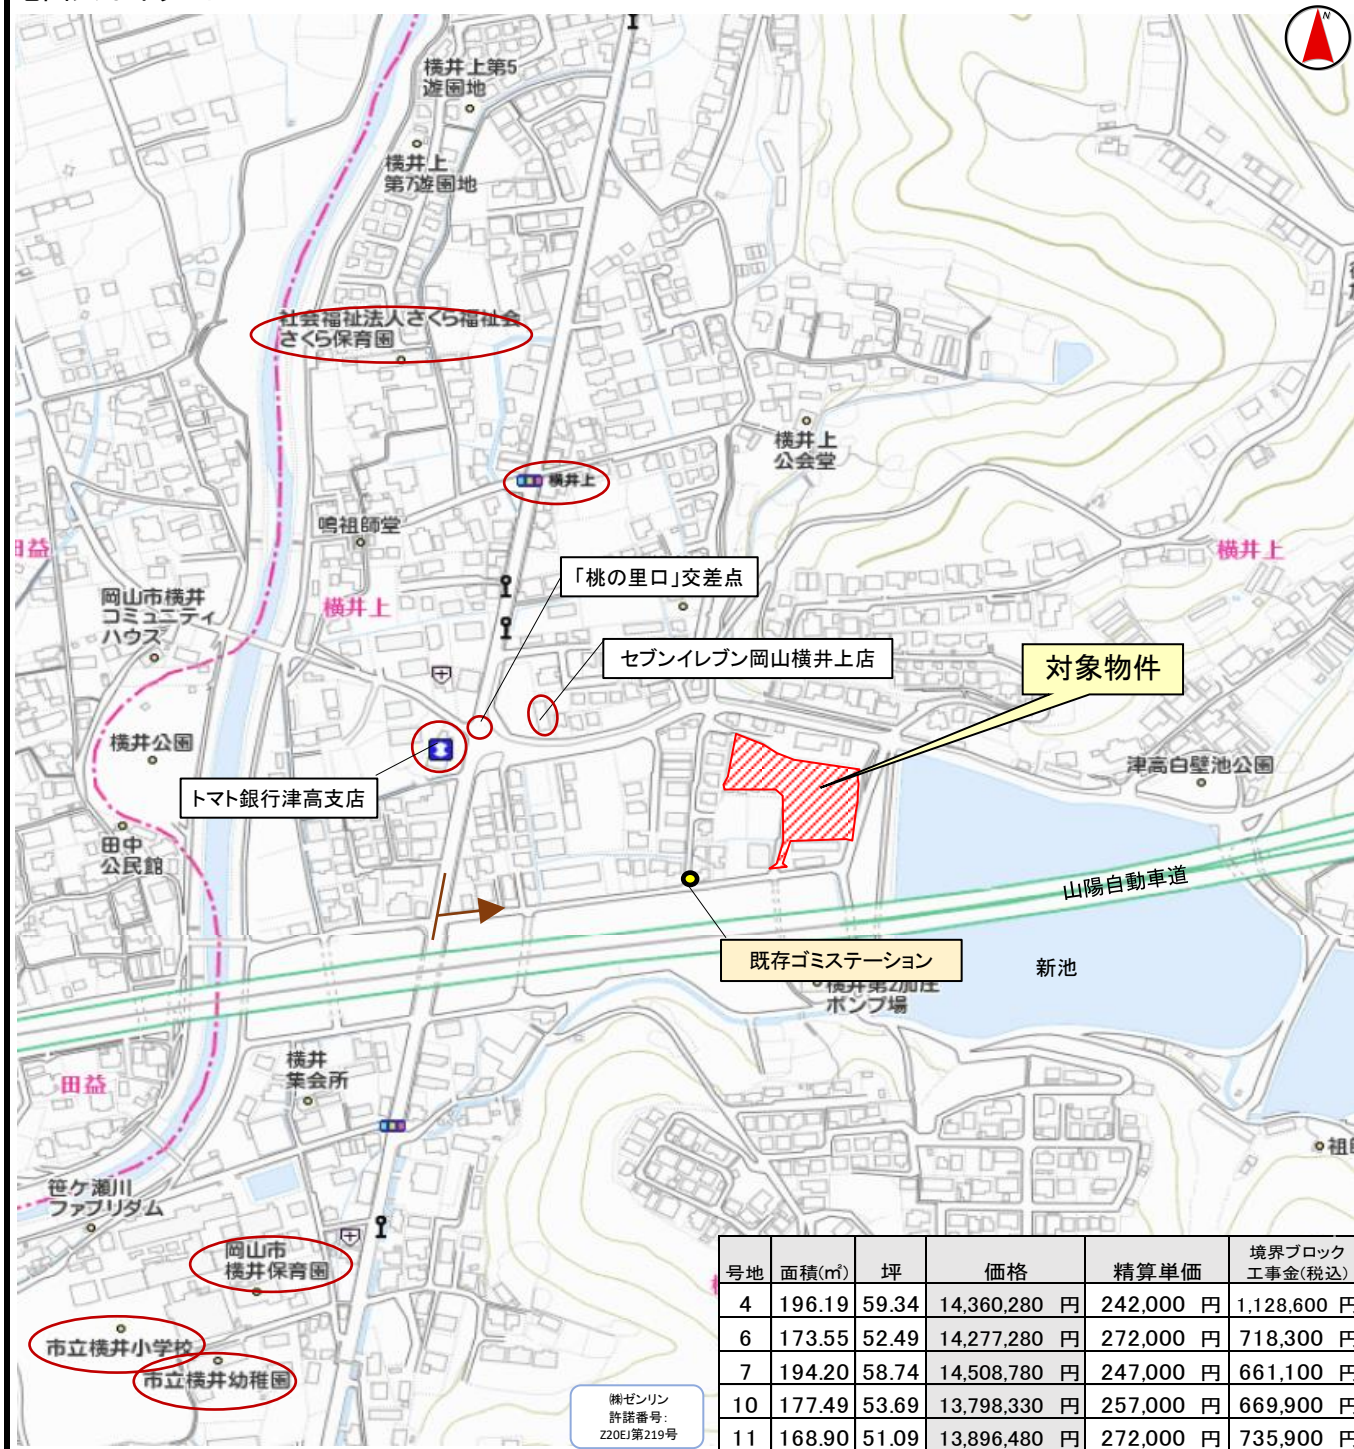 N
横井上第5
遊園地
横井上
第7遊園地
社会福祉法人さくら福祉会
さくら保育園
横井上
公会堂
横井上
鳴祖師堂
田益
横井上
横井上
岡山市横井
コミュニティ
ハウス
「桃の里口」交差点
セブンイレブン岡山横井上店
対象物件
横井公園
津高白壁池公園
トマト銀行津高支店
田中
公民館
山陽自動車道
既存ゴミステーション
新池
横井第2加圧
ポンプ場
横井
集会所
田益
笹ケ瀬川
ファブリダム
岡山市
横井保育園
市立横井小学校
市立横井幼稚園
㈱ゼンリン
許諾番号:
Z20EJ第219号
号地 面積(㎡) 坪 価格 精算単価 境界ブロック
工事金(税込)
4 196.19 59.34 14,360,280 円 242,000 円 1,128,600 円
6 173.55 52.49 14,277,280 円 272,000 円 718,300 円
7 194.20 58.74 14,508,780 円 247,000 円 661,100 円
10 177.49 53.69 13,798,330 円 257,000 円 669,900 円
11 168.90 51.09 13,896,480 円 272,000 円 735,900 円